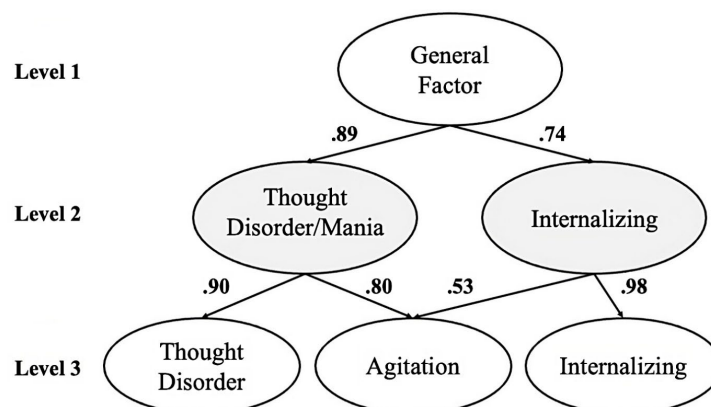 Level 1
General
Factor
.89
.74
Level 2
Thought
Disorder/Mania
Internalizing
.90
.80
.53
.98
Level 3
Thought
Disorder
Agitation
Internalizing